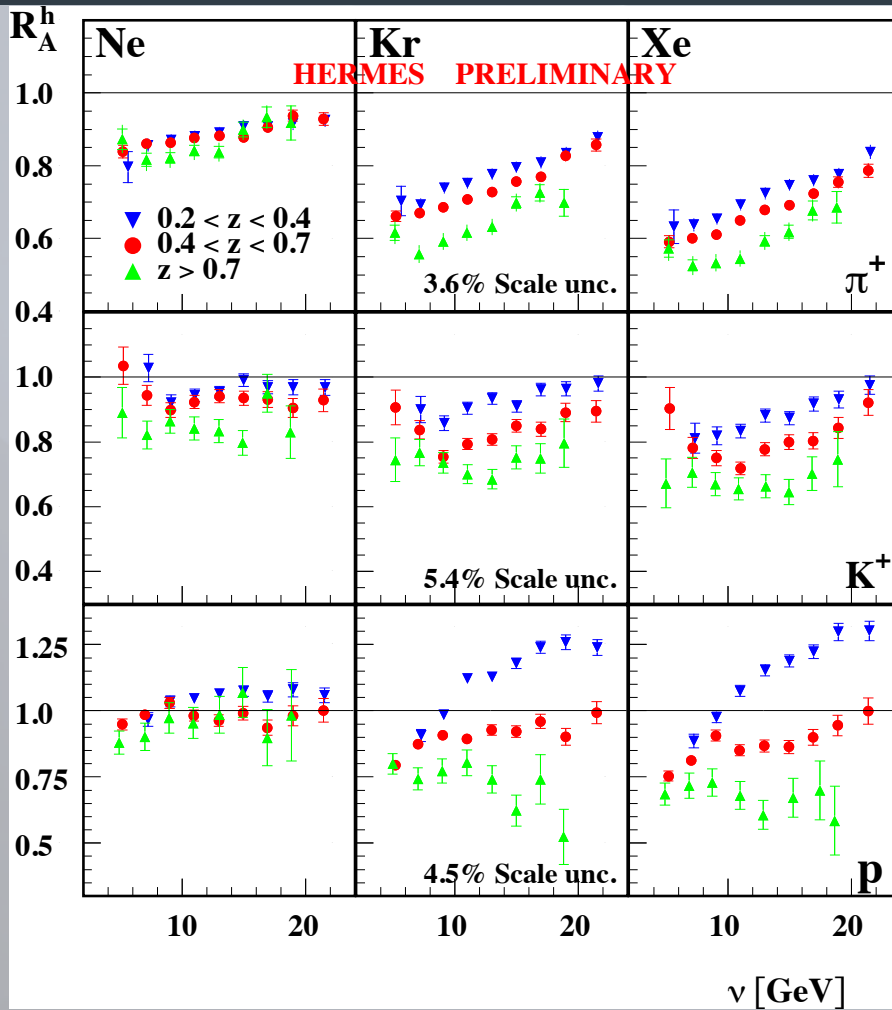 R_A^h
Ne Kr Xe
HERMES PRELIMINARY
1.0
0.8
0.2 < z < 0.4
0.4 < z < 0.7
z > 0.7
0.6
3.6% Scale unc.
π+
0.4
1.0
0.8
0.6
0.4
5.4% Scale unc.
K+
1.25
1.0
0.75
0.5
4.5% Scale unc.
p
10 20 10 20 10 20
ν [GeV]